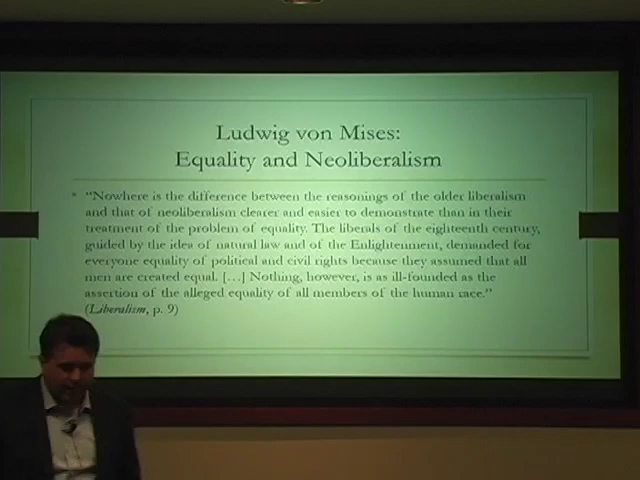 Ludwig von Mises:
Equality and Neoliberalism
• “Nowhere is the difference between the reasonings of the older liberalism
and that of neoliberalism clearer and easier to demonstrate than in their
treatment of the problem of equality. The liberals of the eighteenth century,
guided by the idea of natural law and of the Enlightenment, demanded for
everyone equality of political and civil rights because they assumed that all
men are created equal. […] Nothing, however, is as ill-founded as the
assertion of the alleged equality of all members of the human race.”
(Liberalism, p. 9)